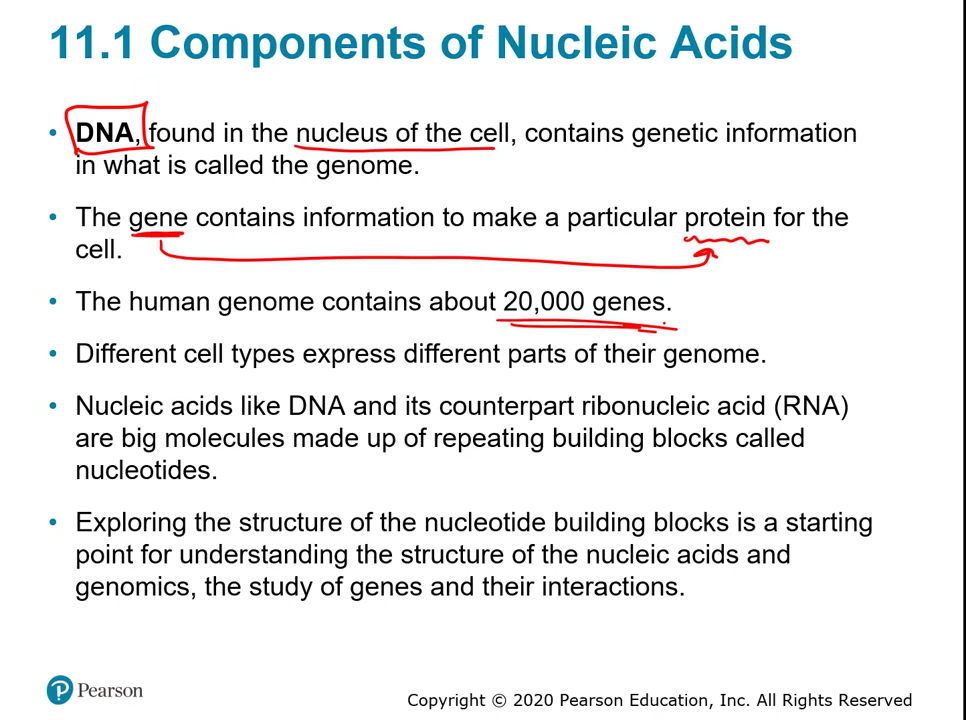 11.1 Components of Nucleic Acids
• DNA, found in the nucleus of the cell, contains genetic information
in what is called the genome.
• The gene contains information to make a particular protein for the
cell.
• The human genome contains about 20,000 genes.
• Different cell types express different parts of their genome.
• Nucleic acids like DNA and its counterpart ribonucleic acid (RNA)
are big molecules made up of repeating building blocks called
nucleotides.
• Exploring the structure of the nucleotide building blocks is a starting
point for understanding the structure of the nucleic acids and
genomics, the study of genes and their interactions.
P Pearson
Copyright © 2020 Pearson Education, Inc. All Rights Reserved